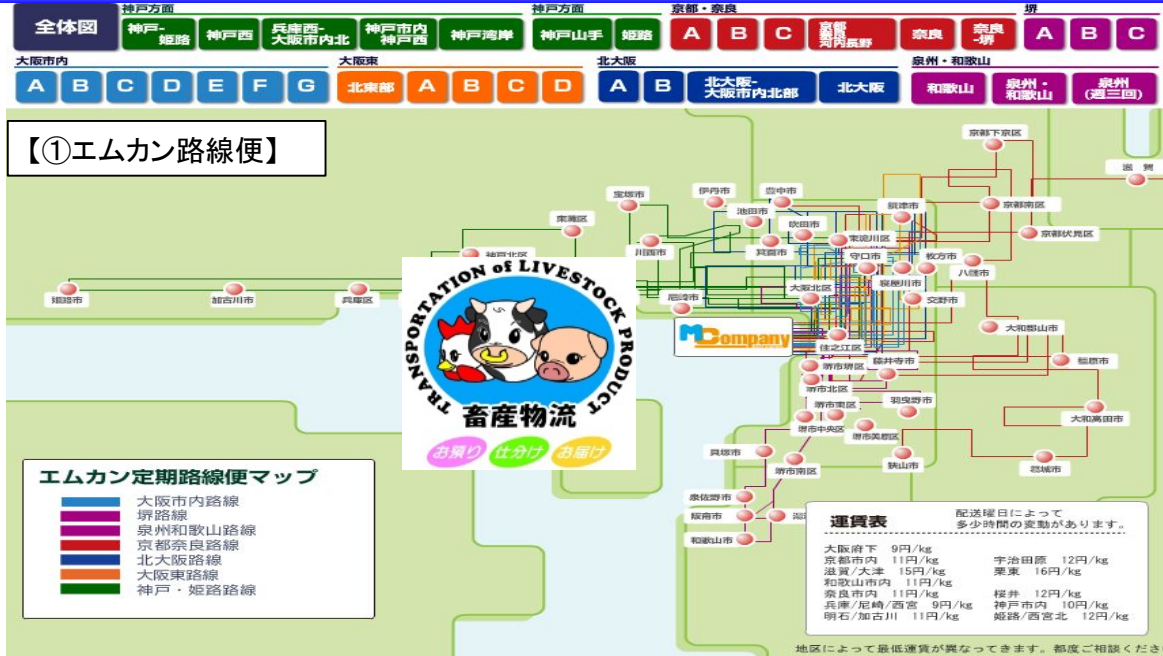 神戸方面
神戸方面
京都・奈良
堺
全体図
神戸-
姫路
神戸西
兵庫西-
大阪市内北
神戸市内
神戸西
神戸湾岸
神戸山手
姫路
A
B
C
京都
奈良
河内長野
奈良
奈良
-堺
A
B
C
大阪市内
大阪東
北大阪
泉州・和歌山
A
B
C
D
E
F
G
北東部
A
B
C
D
A
B
北大阪-
大阪市内北部
北大阪
和歌山
泉州・
和歌山
泉州
(週三回)
【①エムカン路線便】
京都下京区
滋賀
宝塚市
伊丹市
豊中市
摂津市
京都南区
池田市
東灘区
吹田市
京都伏見区
東淀川区
神戸北区
川西市
箕面市
守口市
枚方市
八幡市
寝屋川市
姫路市
加古川市
兵庫区
尼崎市
大阪北区
交野市
大和郡山市
住之江区
藤井寺市
橿原市
堺市堺区
堺市北区
堺市東区
羽曳野市
大和高田市
堺市中央区
堺市美原区
貝塚市
堺市南区
狭山市
葛城市
泉佐野市
阪南市
和歌山市
MCompany
TRANSPORTATION of LIVESTOCK PRODUCT
畜産物流
お預り
仕分け
お届け
エムカン定期路線便マップ
大阪市内路線
堺路線
泉州和歌山路線
京都奈良路線
北大阪路線
大阪東路線
神戸・姫路路線
運賃表
配送曜日によって
多少時間の変動があります。
大阪府下 9円/kg
京都市内 11円/kg 宇治田原 12円/kg
滋賀/大津 15円/kg 栗東 16円/kg
和歌山市内 11円/kg
奈良市内 11円/kg 桜井 12円/kg
兵庫/尼崎/西宮 9円/kg 神戸市内 10円/kg
明石/加古川 11円/kg 姫路/西宮北 12円/kg
地区によって最低運賃が異なってきます。都度ご相談くださ